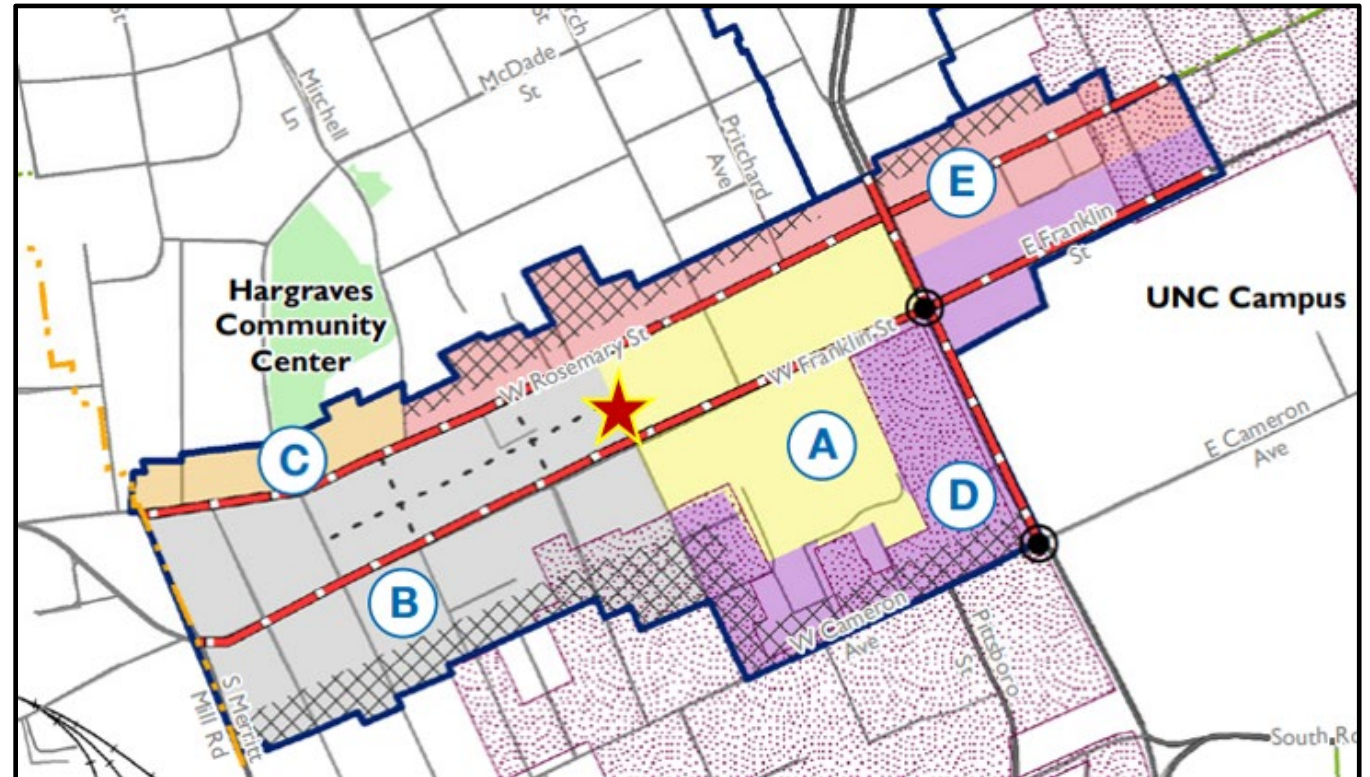 McDade
St
Mitchell
Ln
Pritchard
Ave
E
E Franklin
St
Hargraves
Community
Center
UNC Campus
W Rosemary St
W Franklin St
A
E Cameron
Ave
C
D
B
W Cameron
Ave
Pittsboro
St
S Merritt
Mill Rd
South Rd